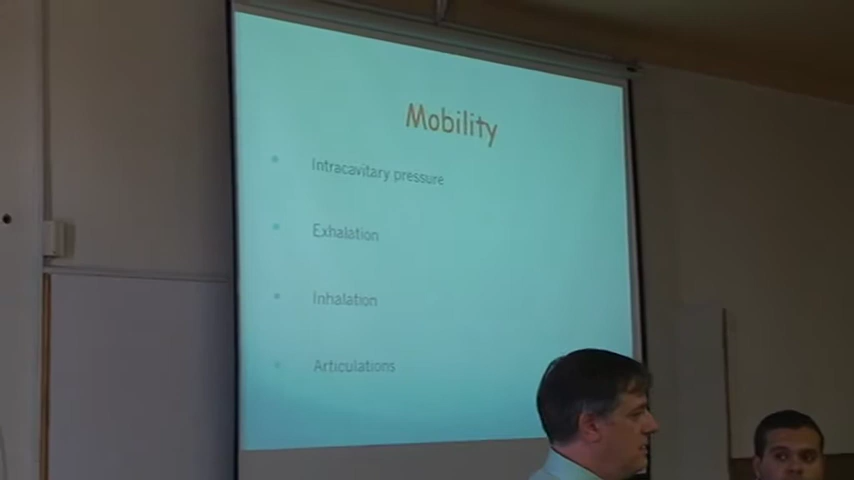 Mobility
Intracavitary pressure
Exhalation
Inhalation
Articulations